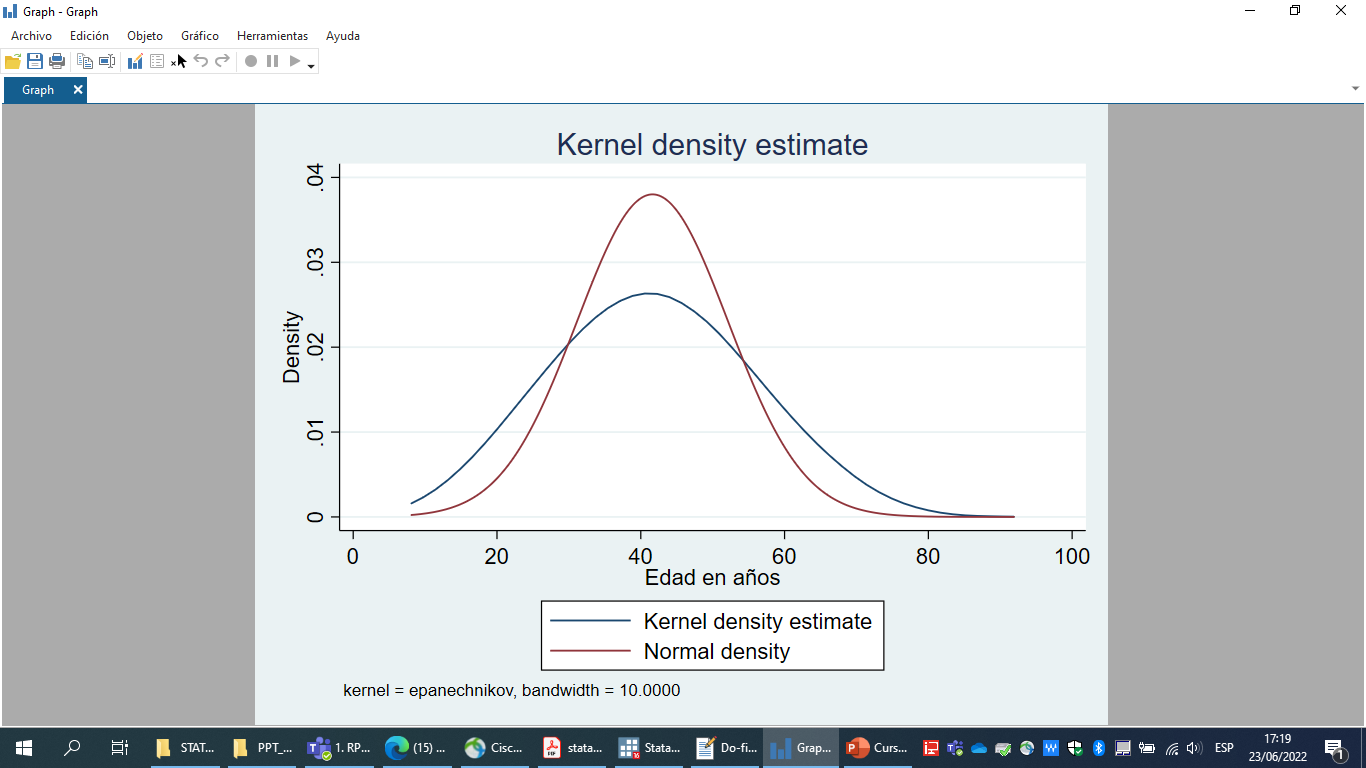 Graph - Graph
Archivo Edición Objeto Gráfico Herramientas Ayuda
Graph
Kernel density estimate
.04
.03
.02
.01
0
Density
0 20 40 60 80 100
Edad en años
Kernel density estimate
Normal density
kernel = epanechnikov, bandwidth = 10.0000
STAT... PPT_... 1. RP... (15) ... Cisc... stata... Stata... Do-fi... Grap... Curs... ESP 17:19
23/06/2022
1